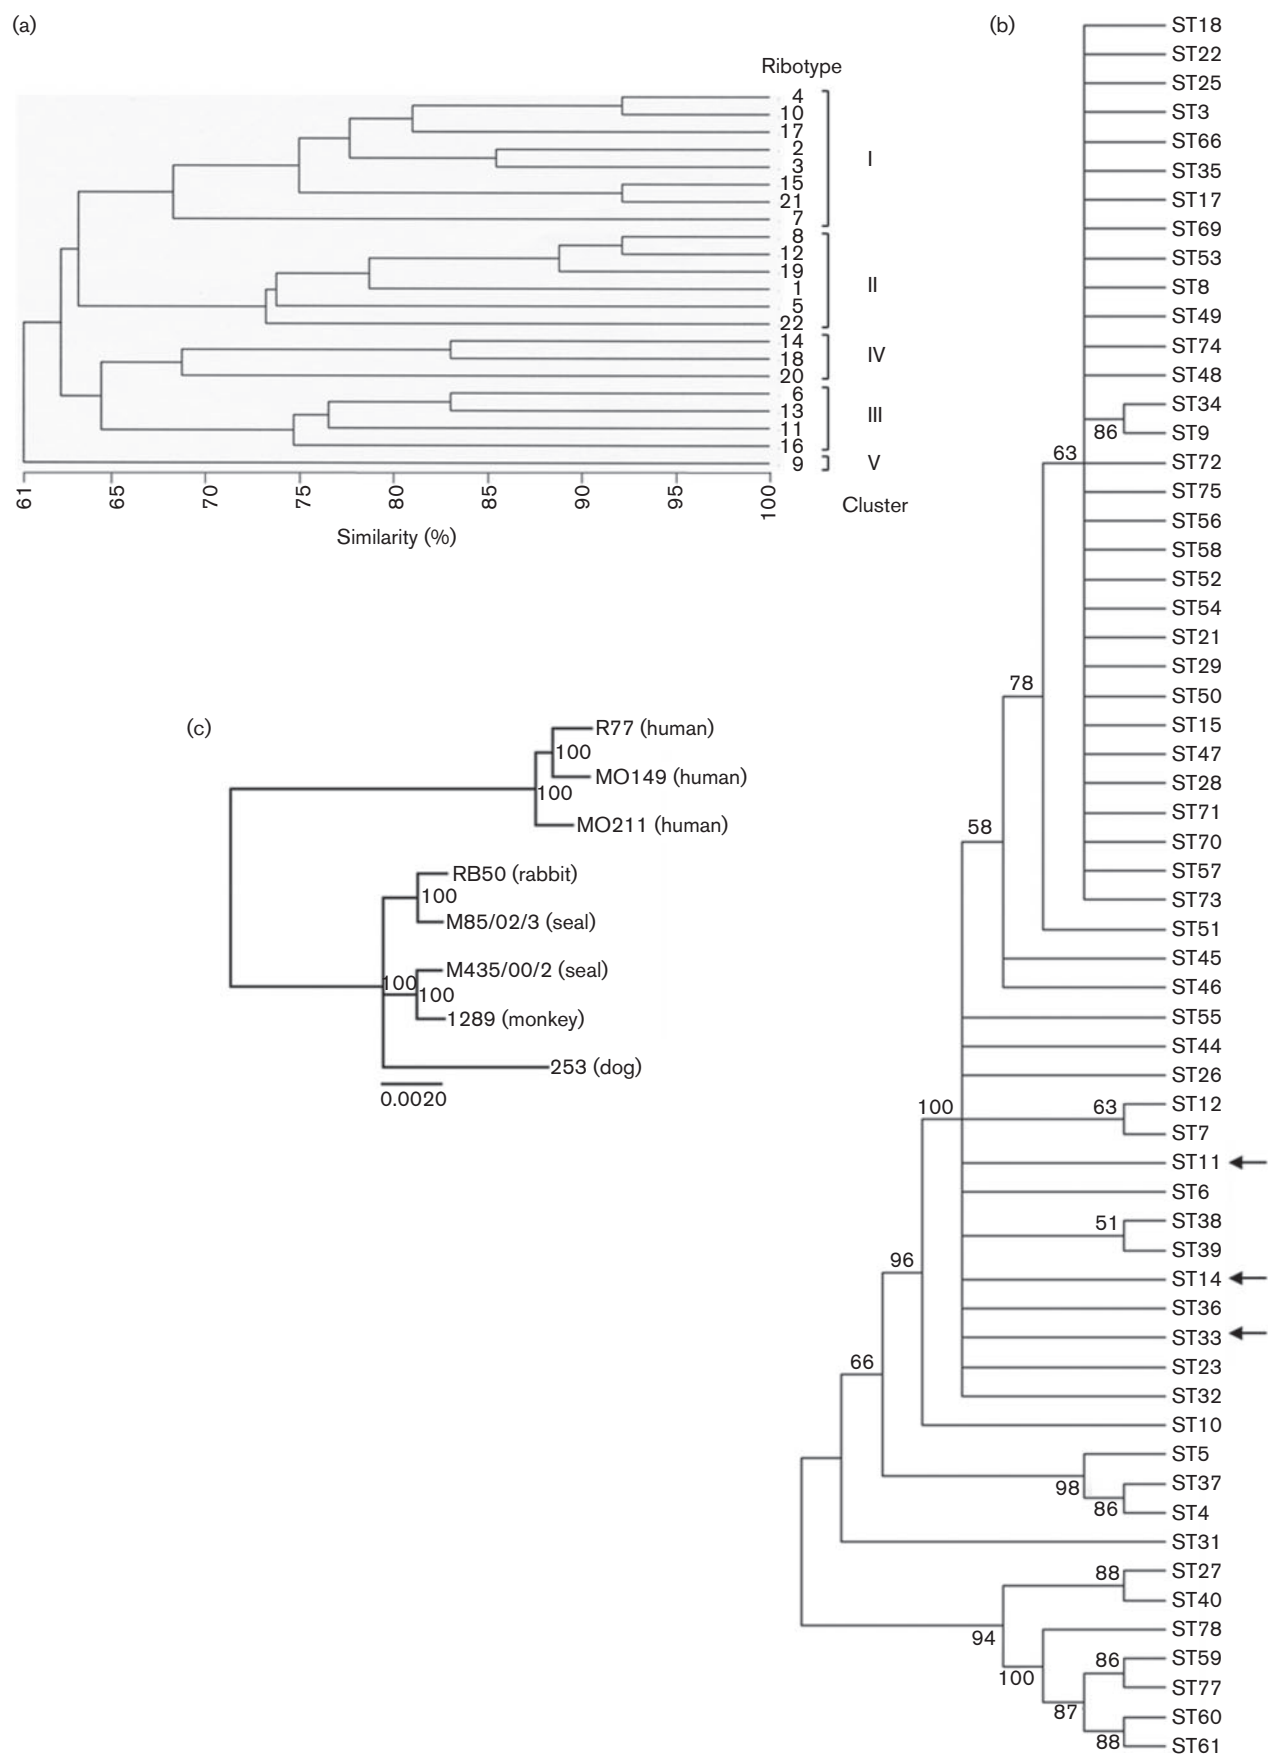 (a)
Ribotype
4
10
17
2
3
15
21
7
I
8
12
19
1
5
22
II
14
18
20
IV
6
13
11
16
III
9
V
61 65 70 75 80 85 90 95 100
Cluster
Similarity (%)
(b)
ST18
ST22
ST25
ST3
ST66
ST35
ST17
ST69
ST53
ST8
ST49
ST74
ST48
ST34
86
ST9
63
ST72
ST75
ST56
ST58
ST52
ST54
ST21
ST29
78
ST50
ST15
ST47
ST28
ST71
58
ST70
ST57
ST73
ST51
ST45
ST46
ST55
ST44
ST26
100
63
ST12
ST7
ST11
ST6
51
ST38
ST39
96
ST14
ST36
ST33
66
ST23
ST32
ST10
ST5
98
ST37
86
ST4
ST31
88
ST27
ST40
94
ST78
100
86
ST59
ST77
87
ST60
88
ST61
(c)
R77 (human)
100
MO149 (human)
100
MO211 (human)
RB50 (rabbit)
100
M85/02/3 (seal)
M435/00/2 (seal)
100
100
1289 (monkey)
253 (dog)
0.0020